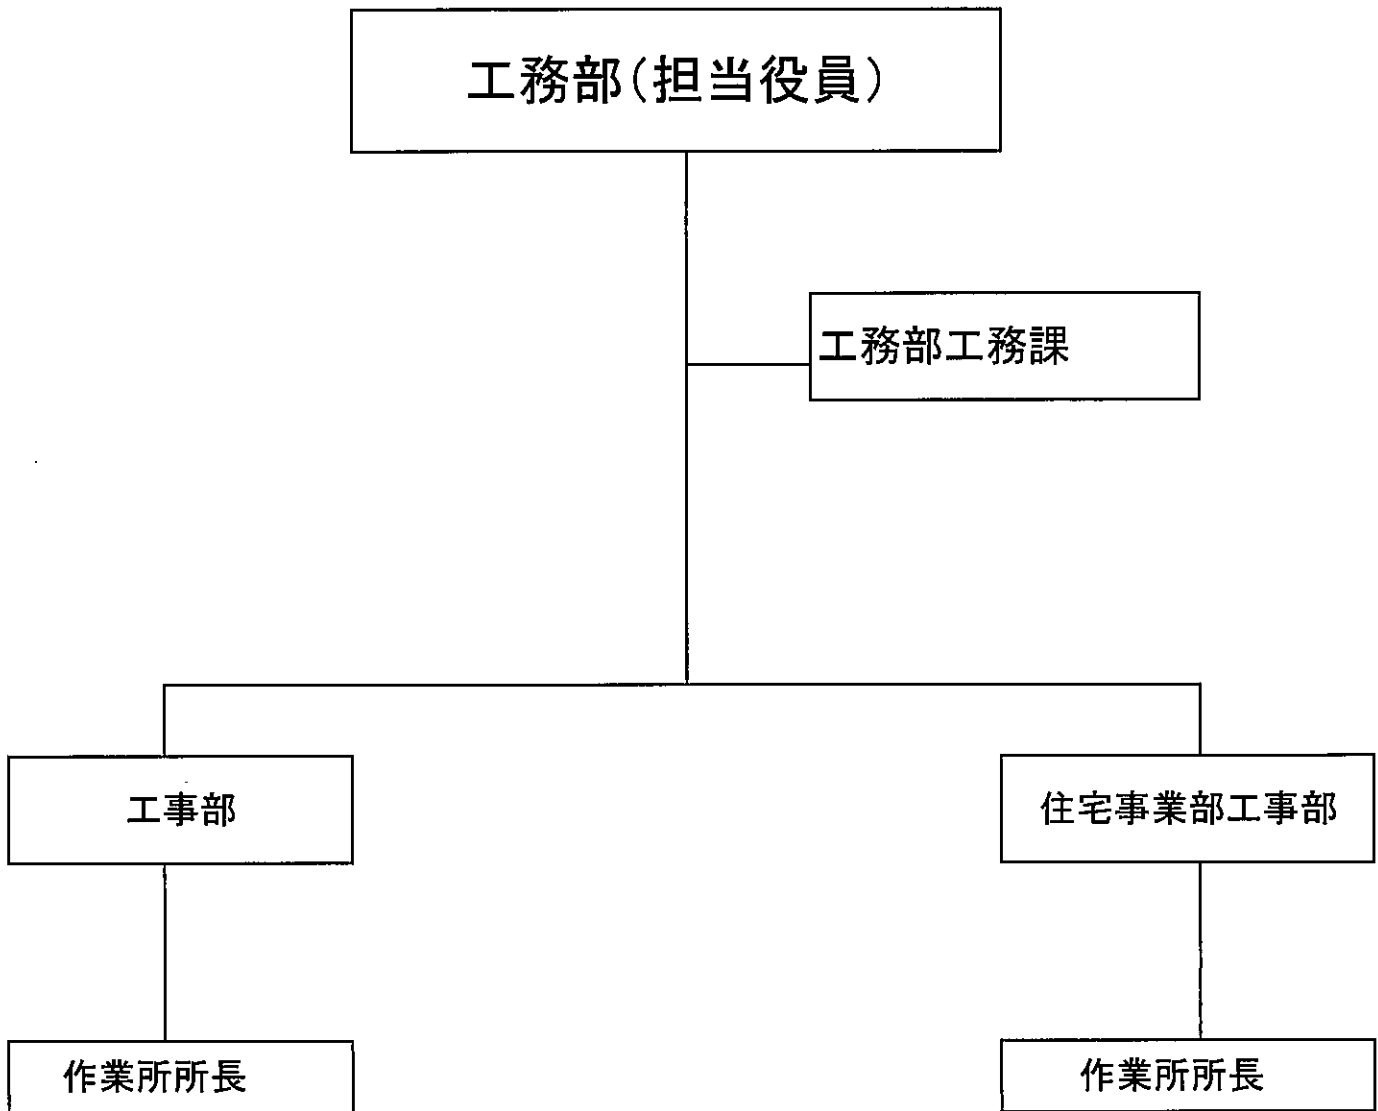 工務部(担当役員)
工務部工務課
工事部
住宅事業部工事部
作業所所長
作業所所長